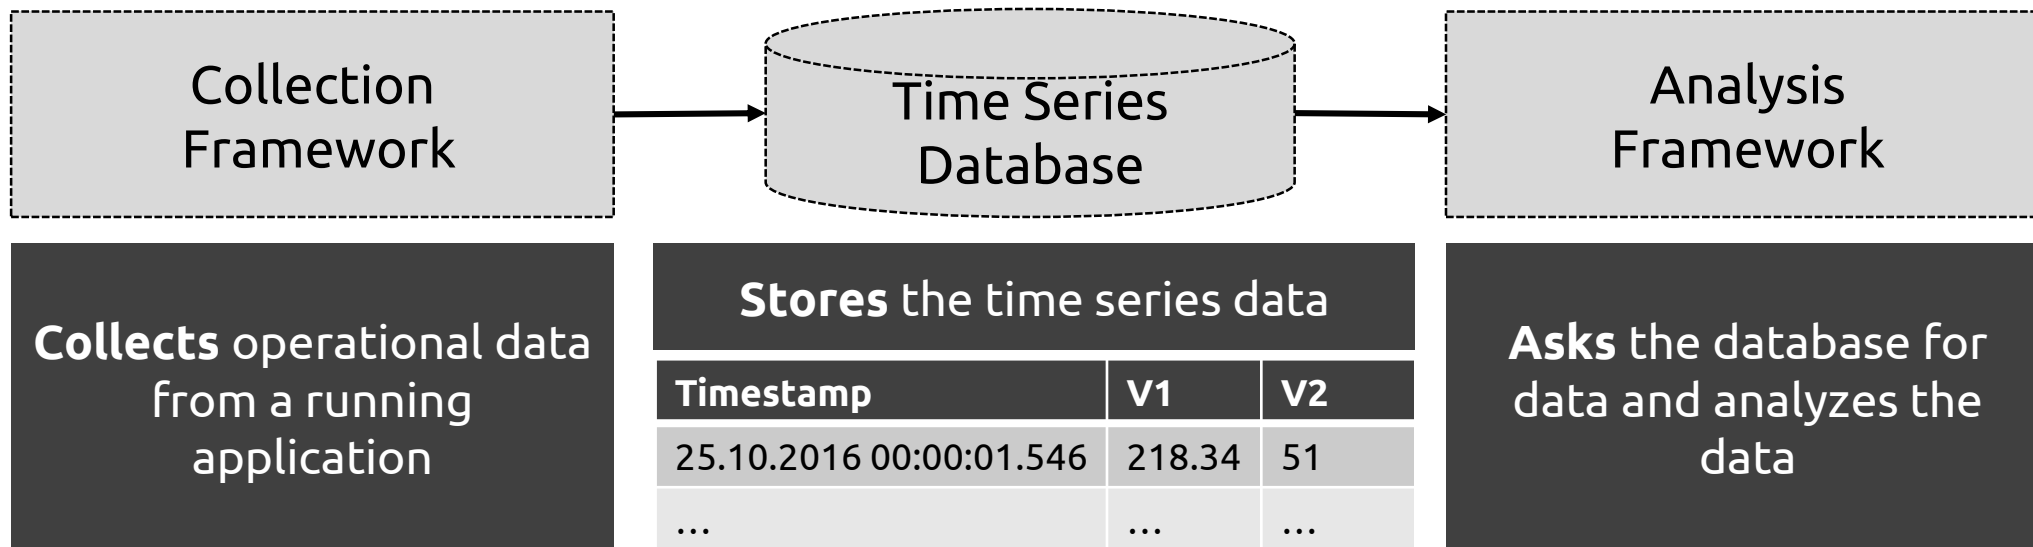 Collection
Framework
Time Series
Database
Analysis
Framework
Collects operational data
from a running
application
Stores the time series data
Timestamp V1 V2
25.10.2016 00:00:01.546 218.34 51
… … …
Asks the database for
data and analyzes the
data